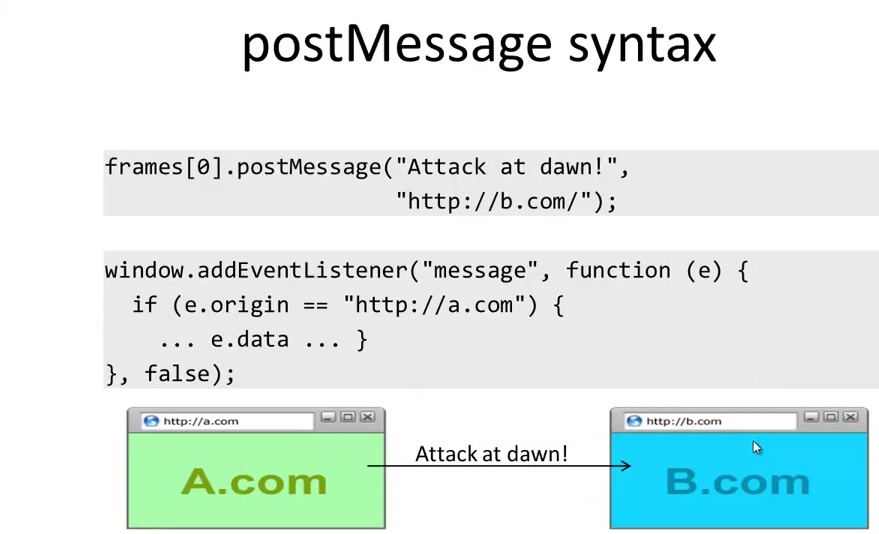 postMessage syntax
frames[0].postMessage("Attack at dawn!",
"http://b.com/");
window.addEventListener("message", function (e) {
if (e.origin == "http://a.com") {
... e.data ... }
}, false);
http://a.com
http://b.com
Attack at dawn!
A.com
B.com